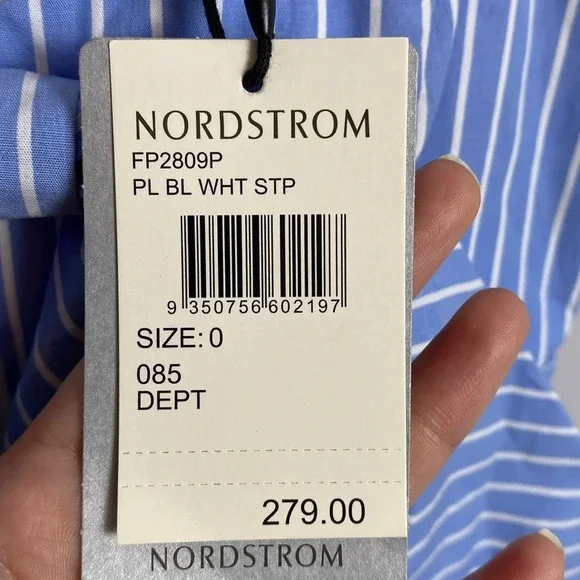 NORDSTROM
FP2809P
PL BL WHT STP
9 350756 602197
SIZE: 0
085
DEPT
279.00
NORDSTROM